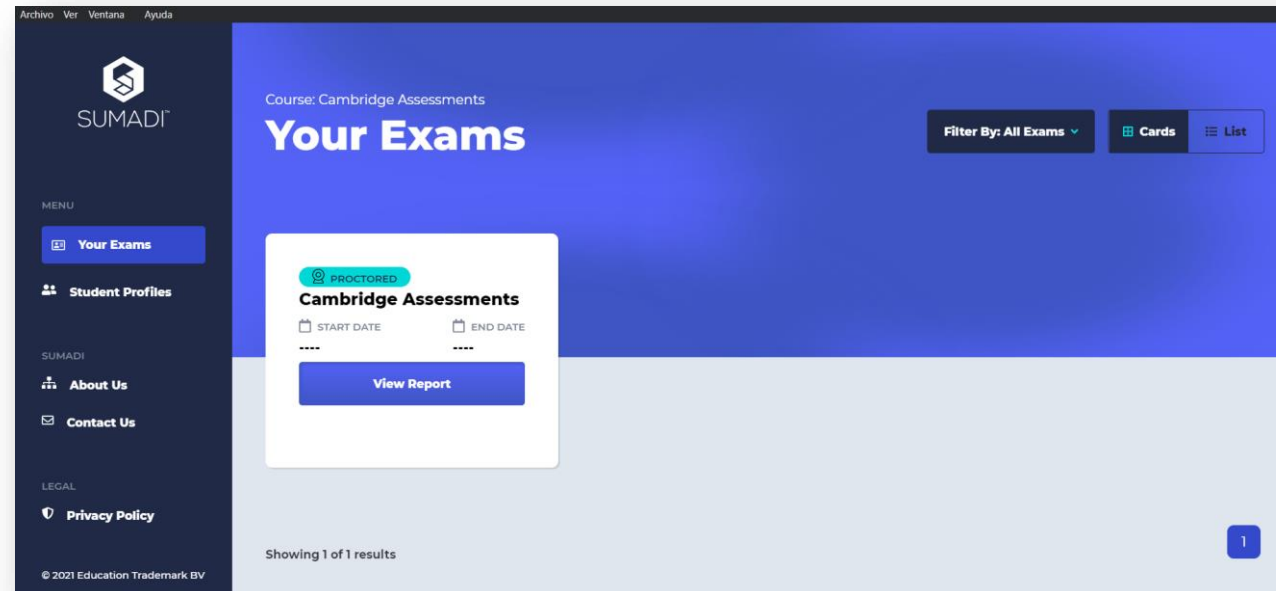 Archivo Ver Ventana Ayuda
SUMADI™
MENU
Your Exams
Student Profiles
SUMADI
About Us
Contact Us
LEGAL
Privacy Policy
© 2021 Education Trademark BV
Course: Cambridge Assessments
Your Exams
Filter By: All Exams
Cards
List
PROCTORED
Cambridge Assessments
START DATE END DATE
---- ----
View Report
Showing 1 of 1 results
1